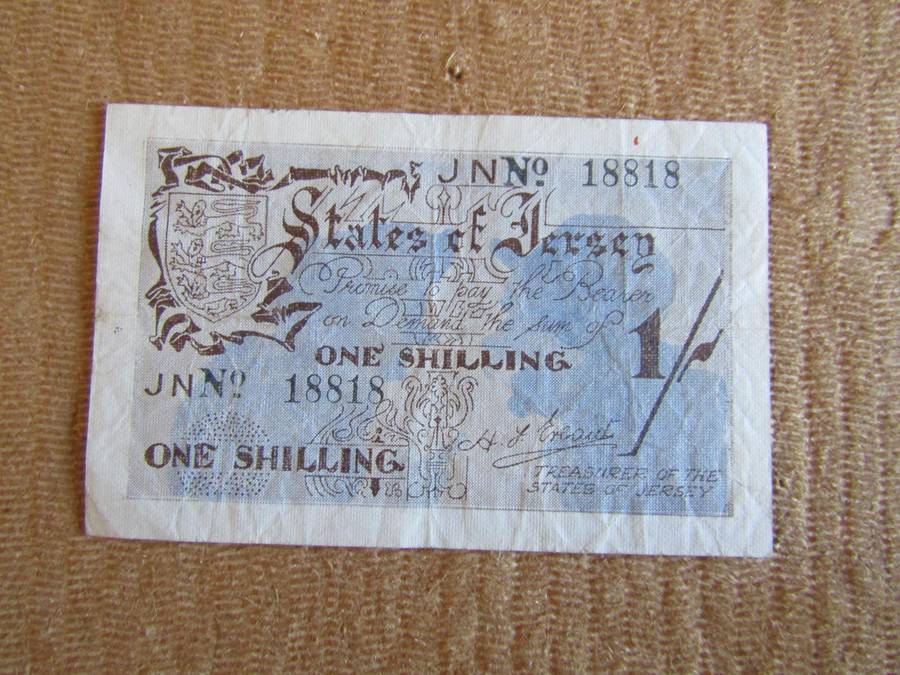 JN No 18818
States of Jersey
Promise to pay the Bearer
on Demand the sum of
ONE SHILLING 1/-
JN No 18818
ONE SHILLING
TREASURER OF THE
STATES OF JERSEY